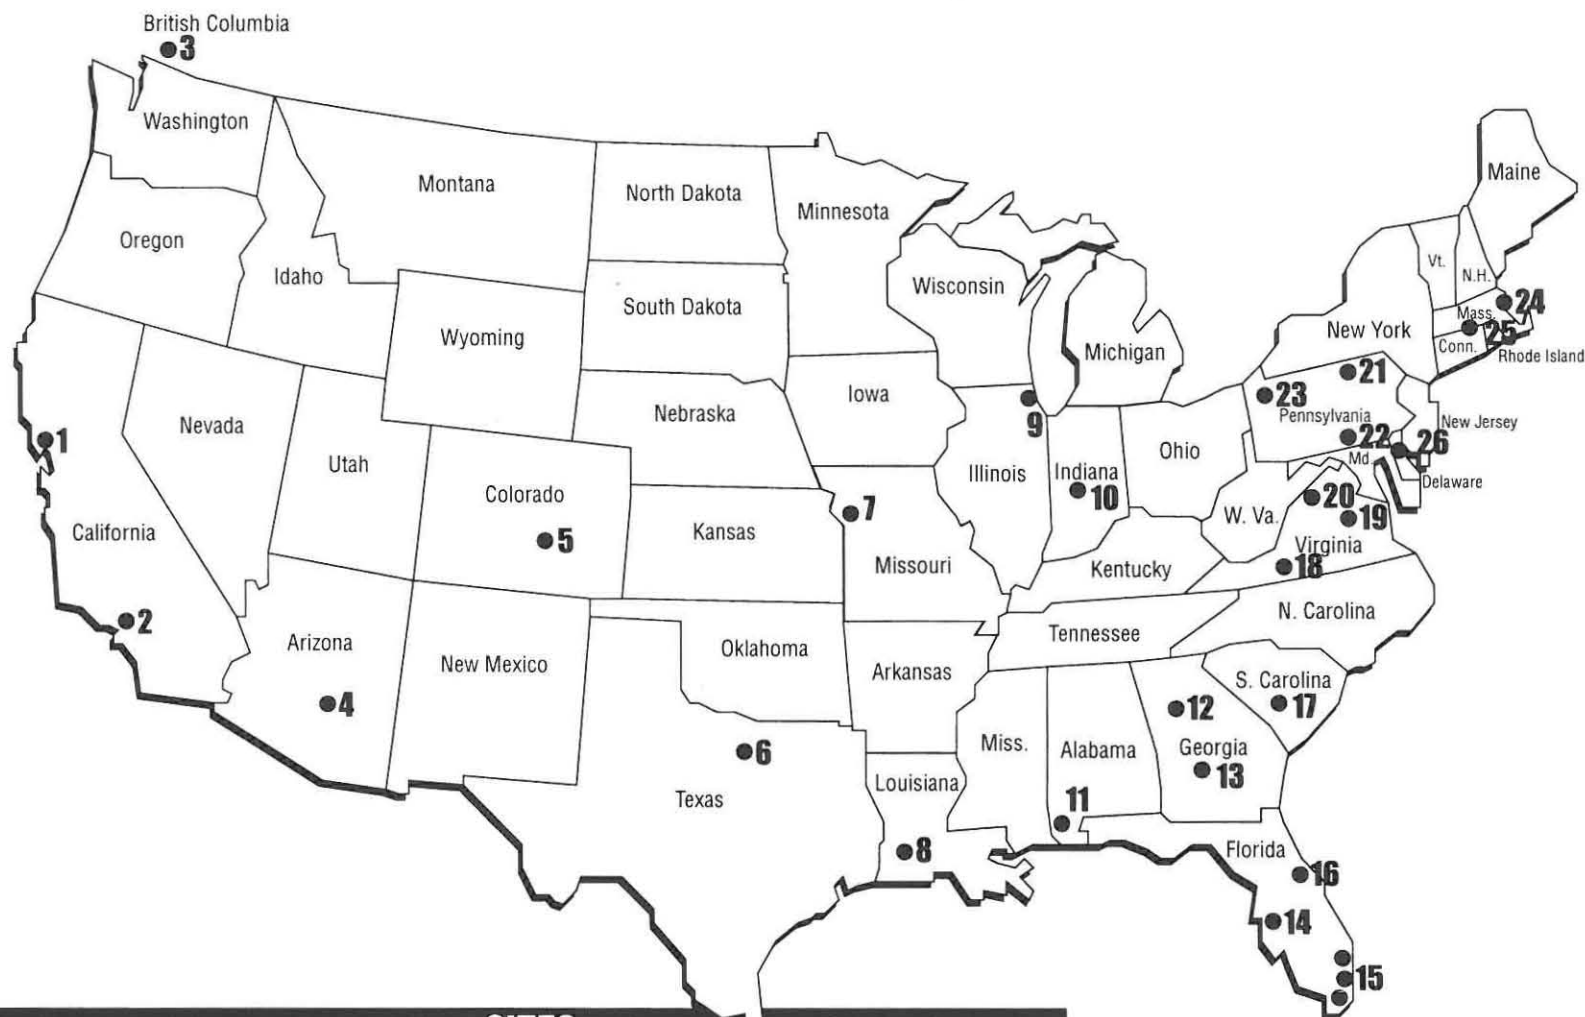 British Columbia
3
Washington
Montana
North Dakota
Minnesota
Maine
Oregon
Idaho
South Dakota
Wisconsin
Vt.
N.H.
24
Wyoming
Michigan
New York
Mass.
25
Conn.
Rhode Island
Nevada
Nebraska
Iowa
9
23
21
Pennsylvania
22
New Jersey
26
1
Utah
Colorado
Illinois
Indiana
10
Ohio
Md.
Delaware
California
5
Kansas
7
Missouri
Kentucky
W. Va.
20
19
Virginia
18
2
Arizona
New Mexico
Oklahoma
Arkansas
Tennessee
N. Carolina
4
S. Carolina
17
12
6
Texas
Louisiana
Miss.
Alabama
Georgia
13
11
8
Florida
16
14
15